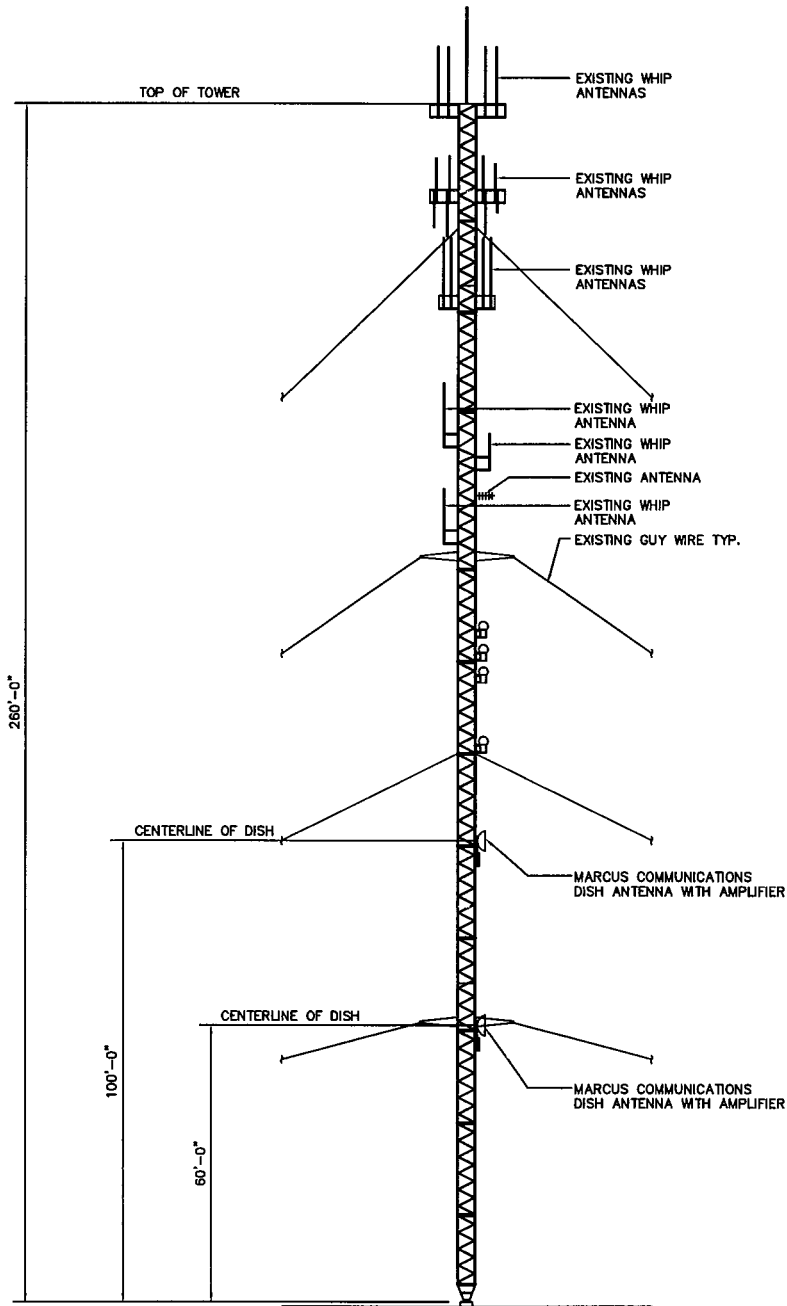 EXISTING WHIP
ANTENNAS
TOP OF TOWER
EXISTING WHIP
ANTENNAS
EXISTING WHIP
ANTENNAS
EXISTING WHIP
ANTENNA
EXISTING WHIP
ANTENNA
EXISTING ANTENNA
EXISTING WHIP
ANTENNA
EXISTING GUY WIRE TYP.
260'-0"
CENTERLINE OF DISH
MARCUS COMMUNICATIONS
DISH ANTENNA WITH AMPLIFIER
CENTERLINE OF DISH
100'-0"
60'-0"
MARCUS COMMUNICATIONS
DISH ANTENNA WITH AMPLIFIER